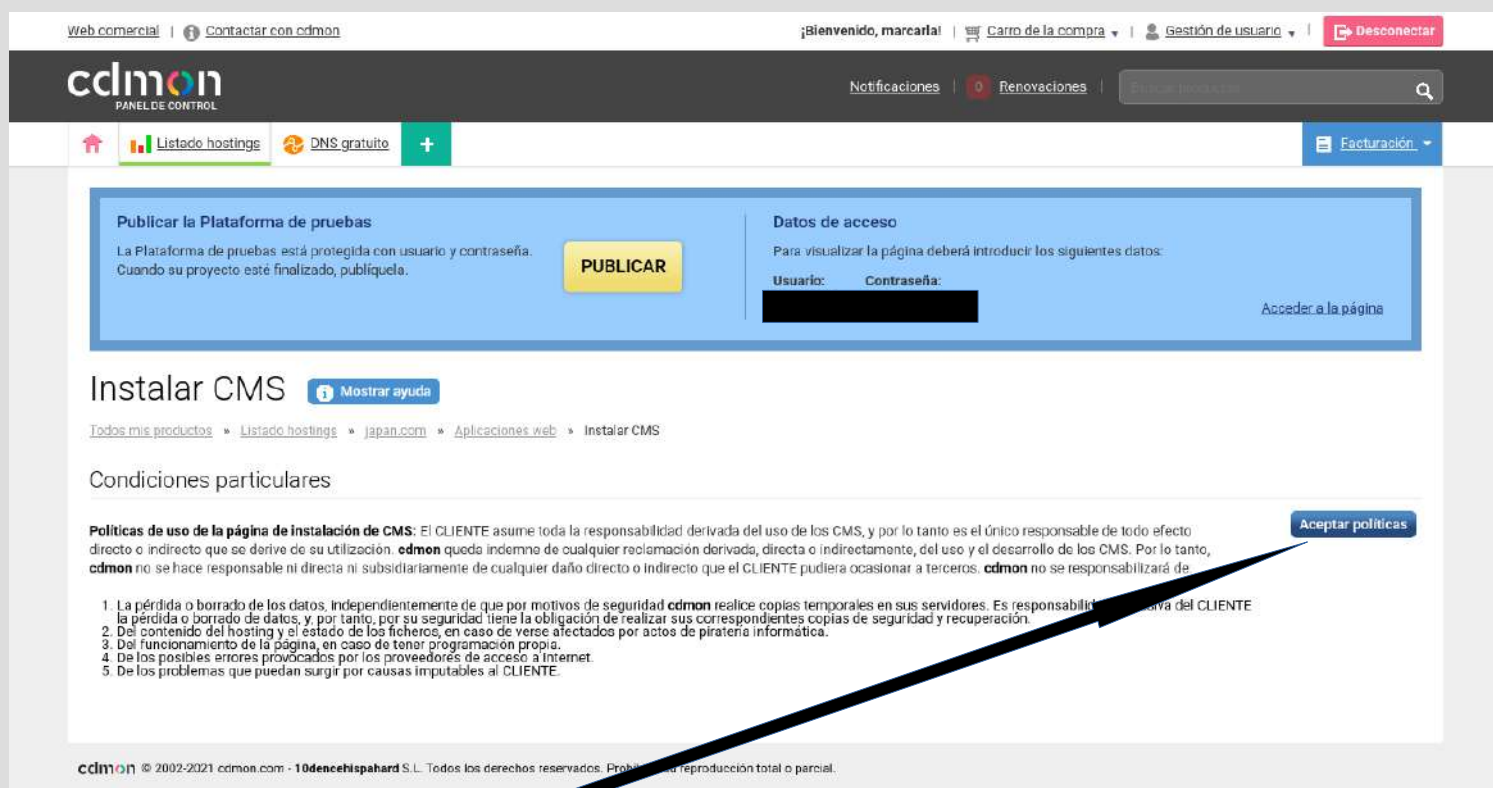 Web comercial | Contactar con cdmon
¡Bienvenido, marcarla! | Carro de la compra | Gestión de usuario | Desconectar
cdmon
PANEL DE CONTROL
Notificaciones | 0 Renovaciones |
Listado hostings
DNS gratuito
+
Facturación
Publicar la Plataforma de pruebas
La Plataforma de pruebas está protegida con usuario y contraseña.
Cuando su proyecto esté finalizado, publíquela.
PUBLICAR
Datos de acceso
Para visualizar la página deberá introducir los siguientes datos:
Usuario: Contraseña:
Acceder a la página
Instalar CMS
Mostrar ayuda
Todos mis productos » Listado hostings » japan.com » Aplicaciones web » Instalar CMS
Condiciones particulares
Políticas de uso de la página de instalación de CMS: El CLIENTE asume toda la responsabilidad derivada del uso de los CMS, y por lo tanto es el único responsable de todo efecto
directo o indirecto que se derive de su utilización. cdmon queda indemne de cualquier reclamación derivada, directa o indirectamente, del uso y el desarrollo de los CMS. Por lo tanto,
cdmon no se hace responsable ni directa ni subsidiariamente de cualquier daño directo o indirecto que el CLIENTE pudiera ocasionar a terceros. cdmon no se responsabilizará de
Aceptar políticas
1. La pérdida o borrado de los datos, independientemente de que por motivos de seguridad cdmon realice copias temporales en sus servidores. Es del CLIENTE
la pérdida o borrado de datos, y, por tanto, por su seguridad tiene la obligación de realizar sus correspondientes copias de seguridad y recuperación.
2. Del contenido del hosting y el estado de los ficheros, en caso de verse afectados por actos de piratería informática.
3. Del funcionamiento de la página, en caso de tener programación propia.
4. De los posibles errores provocados por los proveedores de acceso a Internet.
5. De los problemas que puedan surgir por causas imputables al CLIENTE.
cdmon © 2002-2021 cdmon.com - 10dencehispahard S.L. Todos los derechos reservados. reproducción total o parcial.